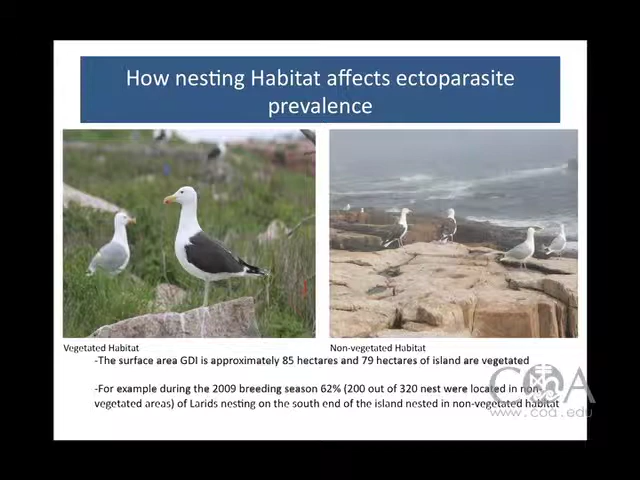 How nesting Habitat affects ectoparasite
prevalence
Vegetated Habitat
Non-vegetated Habitat
-The surface area GDI is approximately 85 hectares and 79 hectares of island are vegetated
-For example during the 2009 breeding season 62% (200 out of 320 nest were located in non-
vegetated areas) of Larids nesting on the south end of the island nested in non-vegetated habitat
COA
www.coa.edu